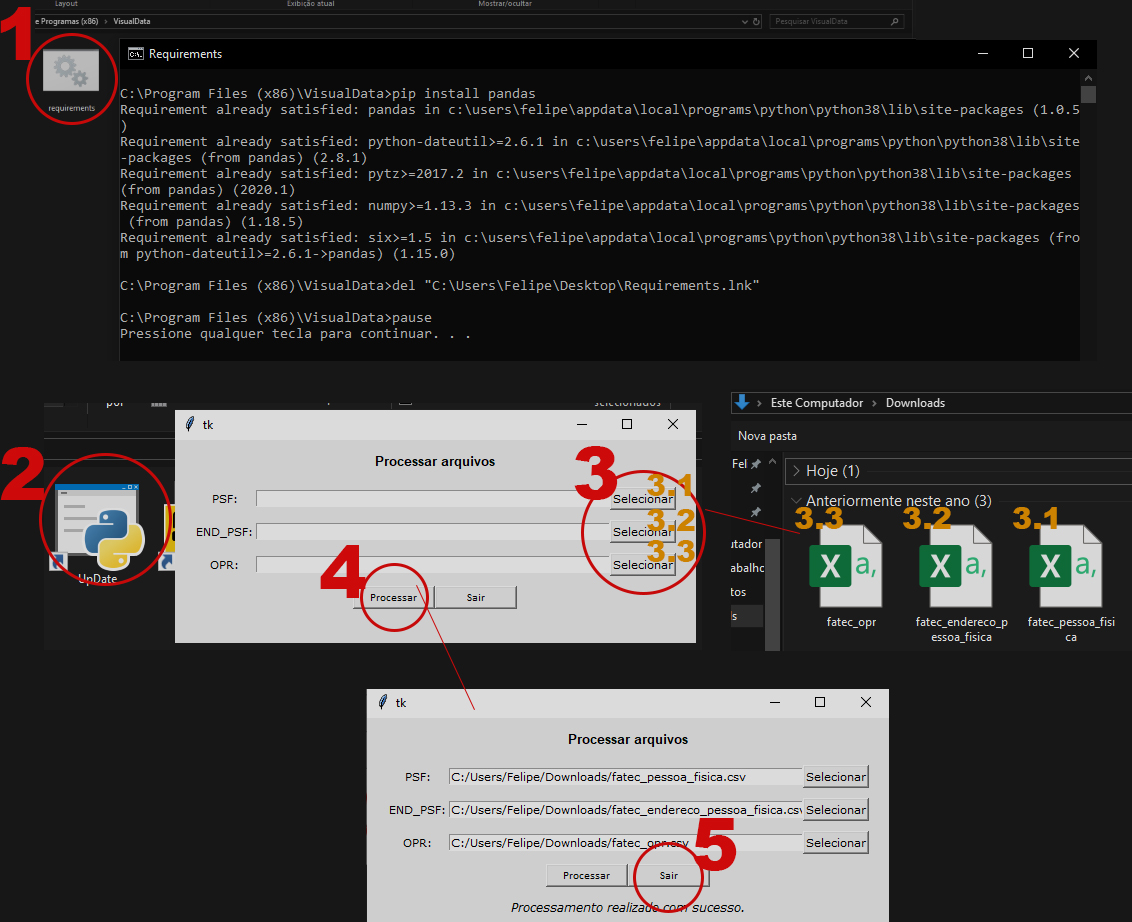 Layout
Exibição atual
Mostrar/ocultar
e Programas (x86) › VisualData
Pesquisar VisualData
1
requirements
Requirements
C:\Program Files (x86)\VisualData>pip install pandas
Requirement already satisfied: pandas in c:\users\felipe\appdata\local\programs\python\python38\lib\site-packages (1.0.5
)
Requirement already satisfied: python-dateutil>=2.6.1 in c:\users\felipe\appdata\local\programs\python\python38\lib\site
-packages (from pandas) (2.8.1)
Requirement already satisfied: pytz>=2017.2 in c:\users\felipe\appdata\local\programs\python\python38\lib\site-packages
(from pandas) (2020.1)
Requirement already satisfied: numpy>=1.13.3 in c:\users\felipe\appdata\local\programs\python\python38\lib\site-packages
(from pandas) (1.18.5)
Requirement already satisfied: six>=1.5 in c:\users\felipe\appdata\local\programs\python\python38\lib\site-packages (fro
m python-dateutil>=2.6.1->pandas) (1.15.0)
C:\Program Files (x86)\VisualData>del "C:\Users\Felipe\Desktop\Requirements.lnk"
C:\Program Files (x86)\VisualData>pause
Pressione qualquer tecla para continuar. . .
por
selecionados
2
UpDate
tk
Processar arquivos
3
PSF:
Selecionar
3.1
END_PSF:
Selecionar
3.2
OPR:
Selecionar
3.3
4
Processar
Sair
› Este Computador › Downloads
Nova pasta
Fel
Hoje (1)
Anteriormente neste ano (3)
utador
abalho
tos
s
3.3
3.2
3.1
X a,
X a,
X a,
fatec_opr
fatec_endereco_p
essoa_fisica
fatec_pessoa_fisi
ca
tk
Processar arquivos
PSF:
C:/Users/Felipe/Downloads/fatec_pessoa_fisica.csv
Selecionar
END_PSF:
C:/Users/Felipe/Downloads/fatec_endereco_pessoa_fisica.csv
Selecionar
OPR:
C:/Users/Felipe/Downloads/fatec_opr.csv
Selecionar
5
Processar
Sair
Processamento realizado com sucesso.